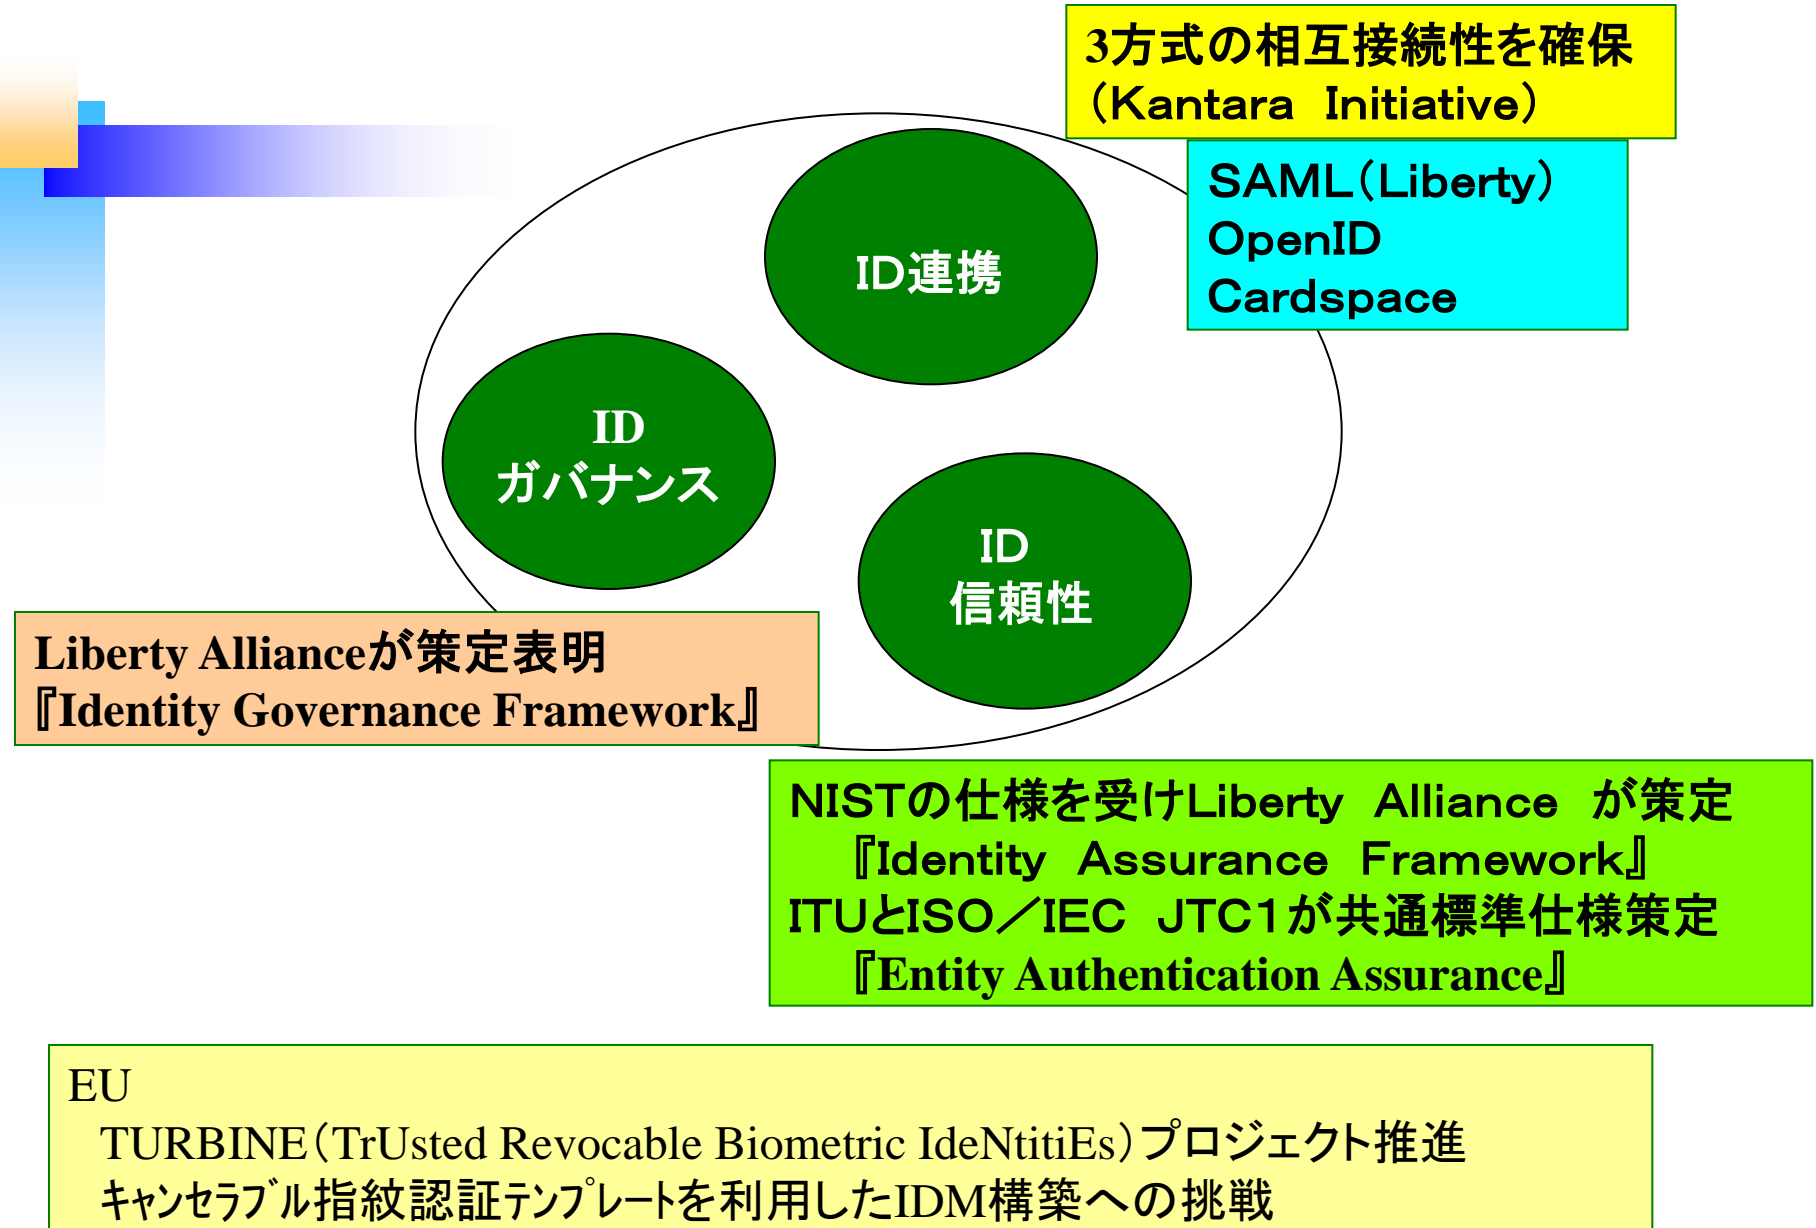 3方式の相互接続性を確保
（Kantara　Initiative）
SAML（Liberty）
OpenID
Cardspace
ID連携
ID
ガバナンス
ID
信頼性
Liberty Allianceが策定表明
『Identity Governance Framework』
NISTの仕様を受けLiberty　Alliance　が策定
『Identity　Assurance　Framework』
ITUとISO／IEC　JTC１が共通標準仕様策定
『Entity Authentication Assurance』
EU
TURBINE（TrUsted Revocable Biometric IdeNtitiEs）プロジェクト推進
ｷｬﾝｾﾗﾌﾞﾙ指紋認証ﾃﾝﾌﾟﾚｰﾄを利用したIDM構築への挑戦